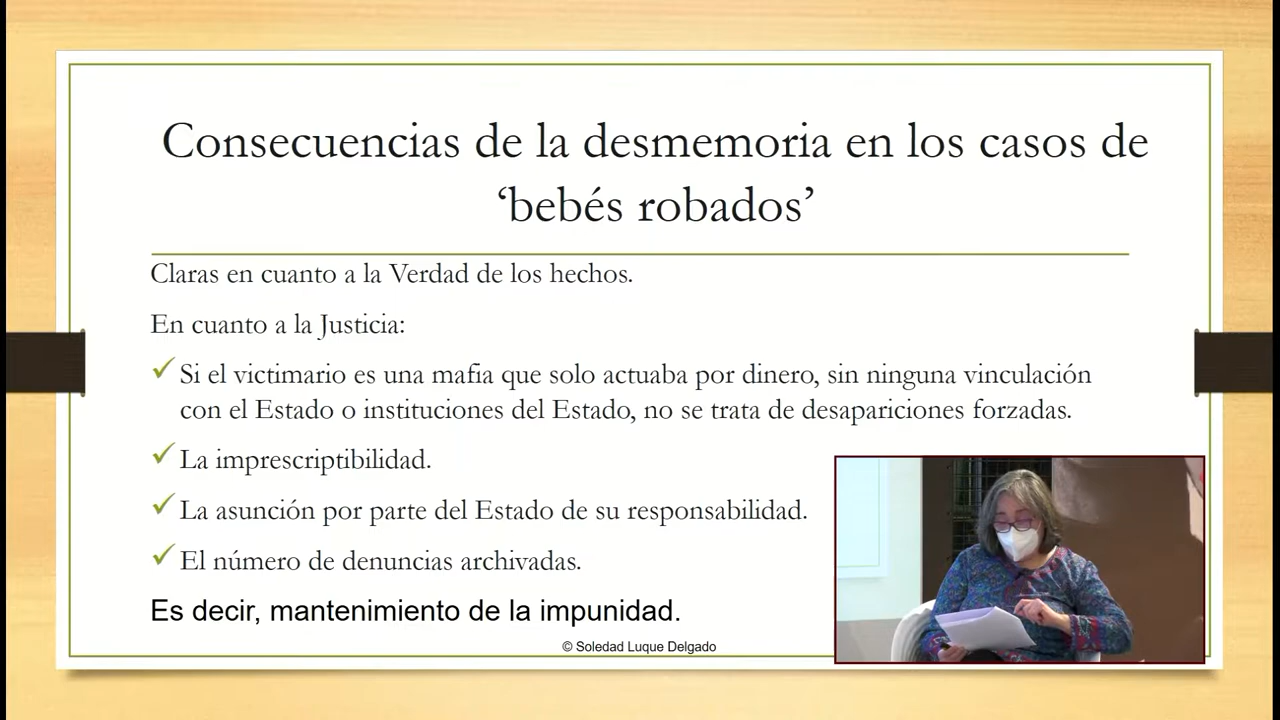 Consecuencias de la desmemoria en los casos de
‘bebés robados’
Claras en cuanto a la Verdad de los hechos.
En cuanto a la Justicia:
Si el victimario es una mafia que solo actuaba por dinero, sin ninguna vinculación
con el Estado o instituciones del Estado, no se trata de desapariciones forzadas.
La imprescriptibilidad.
La asunción por parte del Estado de su responsabilidad.
El número de denuncias archivadas.
Es decir, mantenimiento de la impunidad.
© Soledad Luque Delgado